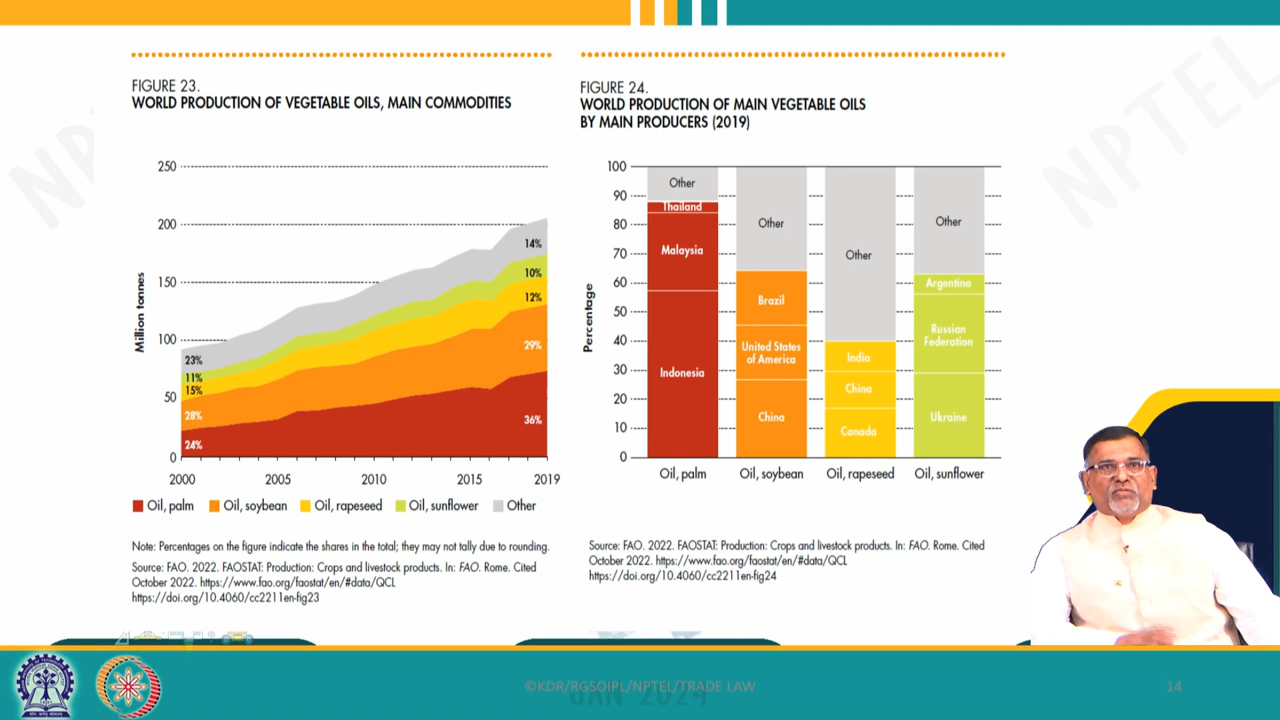 FIGURE 23.
WORLD PRODUCTION OF VEGETABLE OILS, MAIN COMMODITIES
Million tonnes
250
200
150
100
50
0
23%
11%
15%
28%
24%
14%
10%
12%
29%
36%
2000
2005
2010
2015
2019
Oil, palm
Oil, soybean
Oil, rapeseed
Oil, sunflower
Other
Note: Percentages on the figure indicate the shares in the total; they may not tally due to rounding.
Source: FAO. 2022. FAOSTAT: Production: Crops and livestock products. In: FAO. Rome. Cited
October 2022. https://www.fao.org/faostat/en/#data/QCL
https://doi.org/10.4060/cc2211en-fig23
FIGURE 24.
WORLD PRODUCTION OF MAIN VEGETABLE OILS
BY MAIN PRODUCERS (2019)
Percentage
100
90
80
70
60
50
40
30
20
10
0
Other
Thailand
Malaysia
Indonesia
Other
Brazil
United States
of America
China
Other
India
China
Canada
Other
Argentina
Russian
Federation
Ukraine
Oil, palm
Oil, soybean
Oil, rapeseed
Oil, sunflower
Source: FAO. 2022. FAOSTAT: Production: Crops and livestock products. In: FAO. Rome. Cited
October 2022. https://www.fao.org/faostat/en/#data/QCL
https://doi.org/10.4060/cc2211en-fig24
NPTEL
©KDR/RGSOIPL/NPTEL/TRADE LAW
JAN 2024
14